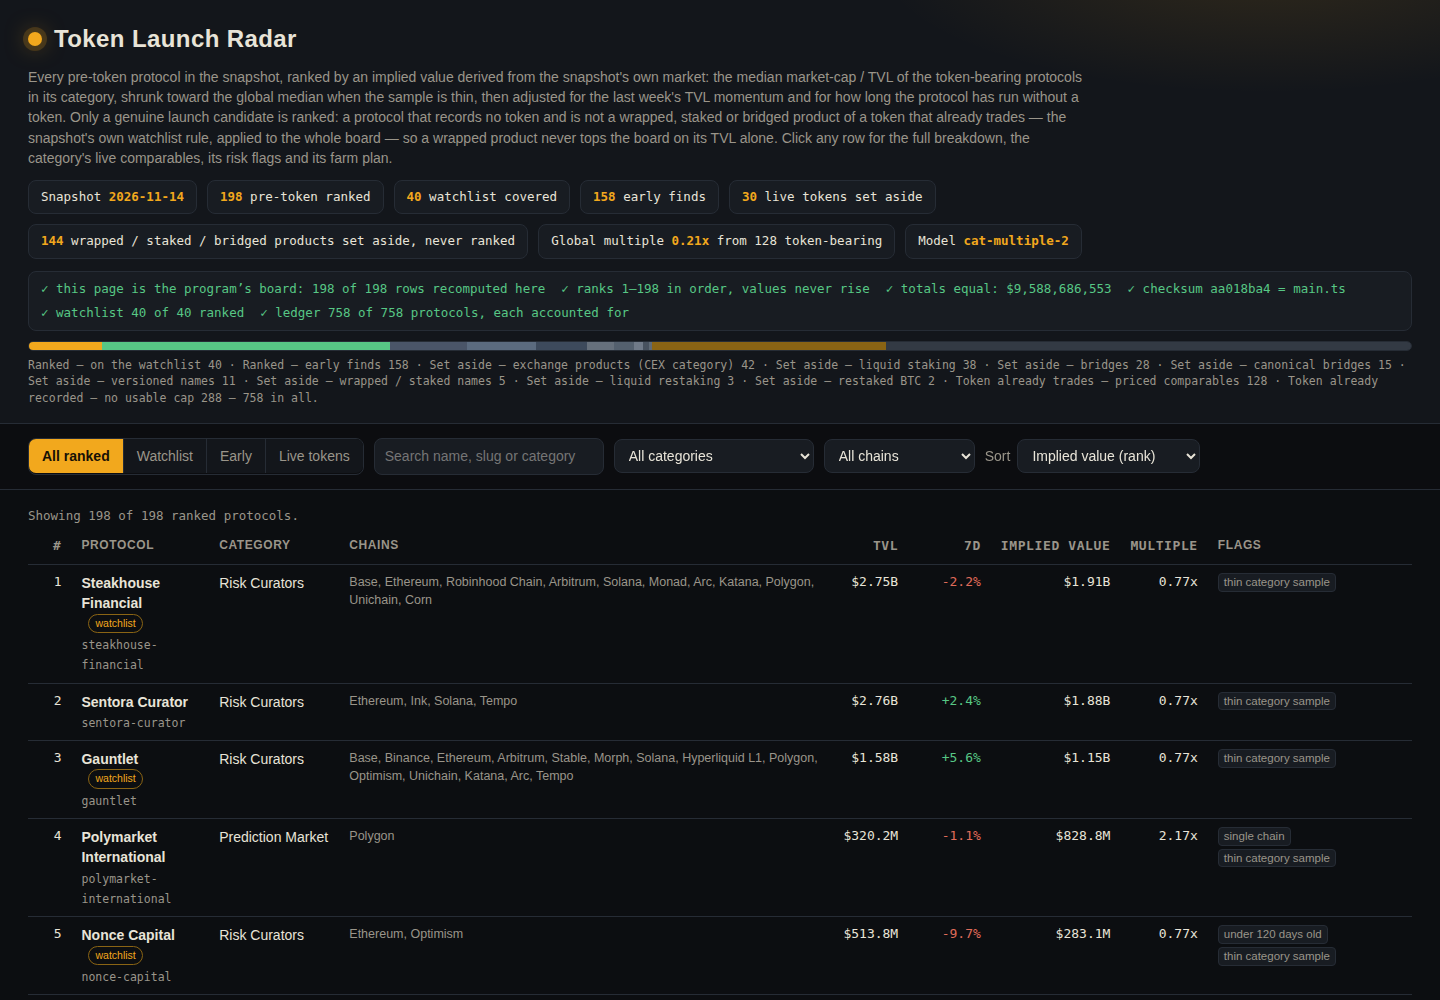 Token Launch Radar
Every pre-token protocol in the snapshot, ranked by an implied value derived from the snapshot's own market: the median market-cap / TVL of the token-bearing protocols
in its category, shrunk toward the global median when the sample is thin, then adjusted for the last week's TVL momentum and for how long the protocol has run without a
token. Only a genuine launch candidate is ranked: a protocol that records no token and is not a wrapped, staked or bridged product of a token that already trades — the
snapshot's own watchlist rule, applied to the whole board — so a wrapped product never tops the board on its TVL alone. Click any row for the full breakdown, the
category's live comparables, its risk flags and its farm plan.
Snapshot 2026-11-14 198 pre-token ranked 40 watchlist covered 158 early finds 30 live tokens set aside
144 wrapped / staked / bridged products set aside, never ranked Global multiple 0.21x from 128 token-bearing Model cat-multiple-2
✓ this page is the program’s board: 198 of 198 rows recomputed here ✓ ranks 1–198 in order, values never rise ✓ totals equal: $9,588,686,553 ✓ checksum aa018ba4 = main.ts
✓ watchlist 40 of 40 ranked ✓ ledger 758 of 758 protocols, each accounted for
Ranked — on the watchlist 40 · Ranked — early finds 158 · Set aside — exchange products (CEX category) 42 · Set aside — liquid staking 38 · Set aside — bridges 28 · Set aside — canonical bridges 15 ·
Set aside — versioned names 11 · Set aside — wrapped / staked names 5 · Set aside — liquid restaking 3 · Set aside — restaked BTC 2 · Token already trades — priced comparables 128 · Token already
recorded — no usable cap 288 — 758 in all.
All ranked Watchlist Early Live tokens Search name, slug or category All categories All chains Sort Implied value (rank)
Showing 198 of 198 ranked protocols.
# PROTOCOL CATEGORY CHAINS TVL 7D IMPLIED VALUE MULTIPLE FLAGS
1 Steakhouse Risk Curators Base, Ethereum, Robinhood Chain, Arbitrum, Solana, Monad, Arc, Katana, Polygon, $2.75B -2.2% $1.91B 0.77x thin category sample
Financial Unichain, Corn
watchlist
steakhouse-
financial
2 Sentora Curator Risk Curators Ethereum, Ink, Solana, Tempo $2.76B +2.4% $1.88B 0.77x thin category sample
sentora-curator
3 Gauntlet Risk Curators Base, Binance, Ethereum, Arbitrum, Stable, Morph, Solana, Hyperliquid L1, Polygon, $1.58B +5.6% $1.15B 0.77x thin category sample
watchlist Optimism, Unichain, Katana, Arc, Tempo
gauntlet
4 Polymarket Prediction Market Polygon $320.2M -1.1% $828.8M 2.17x single chain
International thin category sample
polymarket-
international
5 Nonce Capital Risk Curators Ethereum, Optimism $513.8M -9.7% $283.1M 0.77x under 120 days old
watchlist thin category sample
nonce-capital